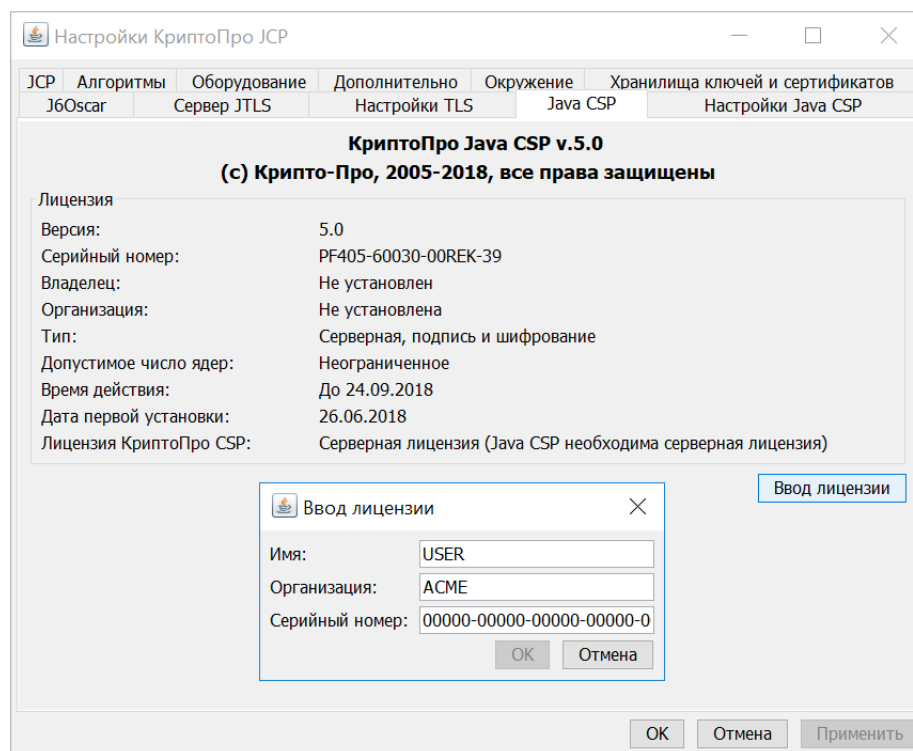 Настройки КриптоПро JCP
JCP Алгоритмы Оборудование Дополнительно Окружение Хранилища ключей и сертификатов
J6Oscar Сервер JTLS Настройки TLS Java CSP Настройки Java CSP
КриптоПро Java CSP v.5.0
(c) Крипто-Про, 2005-2018, все права защищены
Лицензия
Версия: 5.0
Серийный номер: PF405-60030-00REK-39
Владелец: Не установлен
Организация: Не установлена
Тип: Серверная, подпись и шифрование
Допустимое число ядер: Неограниченное
Время действия: До 24.09.2018
Дата первой установки: 26.06.2018
Лицензия КриптоПро CSP: Серверная лицензия (Java CSP необходима серверная лицензия)
Ввод лицензии
Ввод лицензии
Имя: USER
Организация: ACME
Серийный номер: 00000-00000-00000-00000-0
OK Отмена
OK Отмена Применить